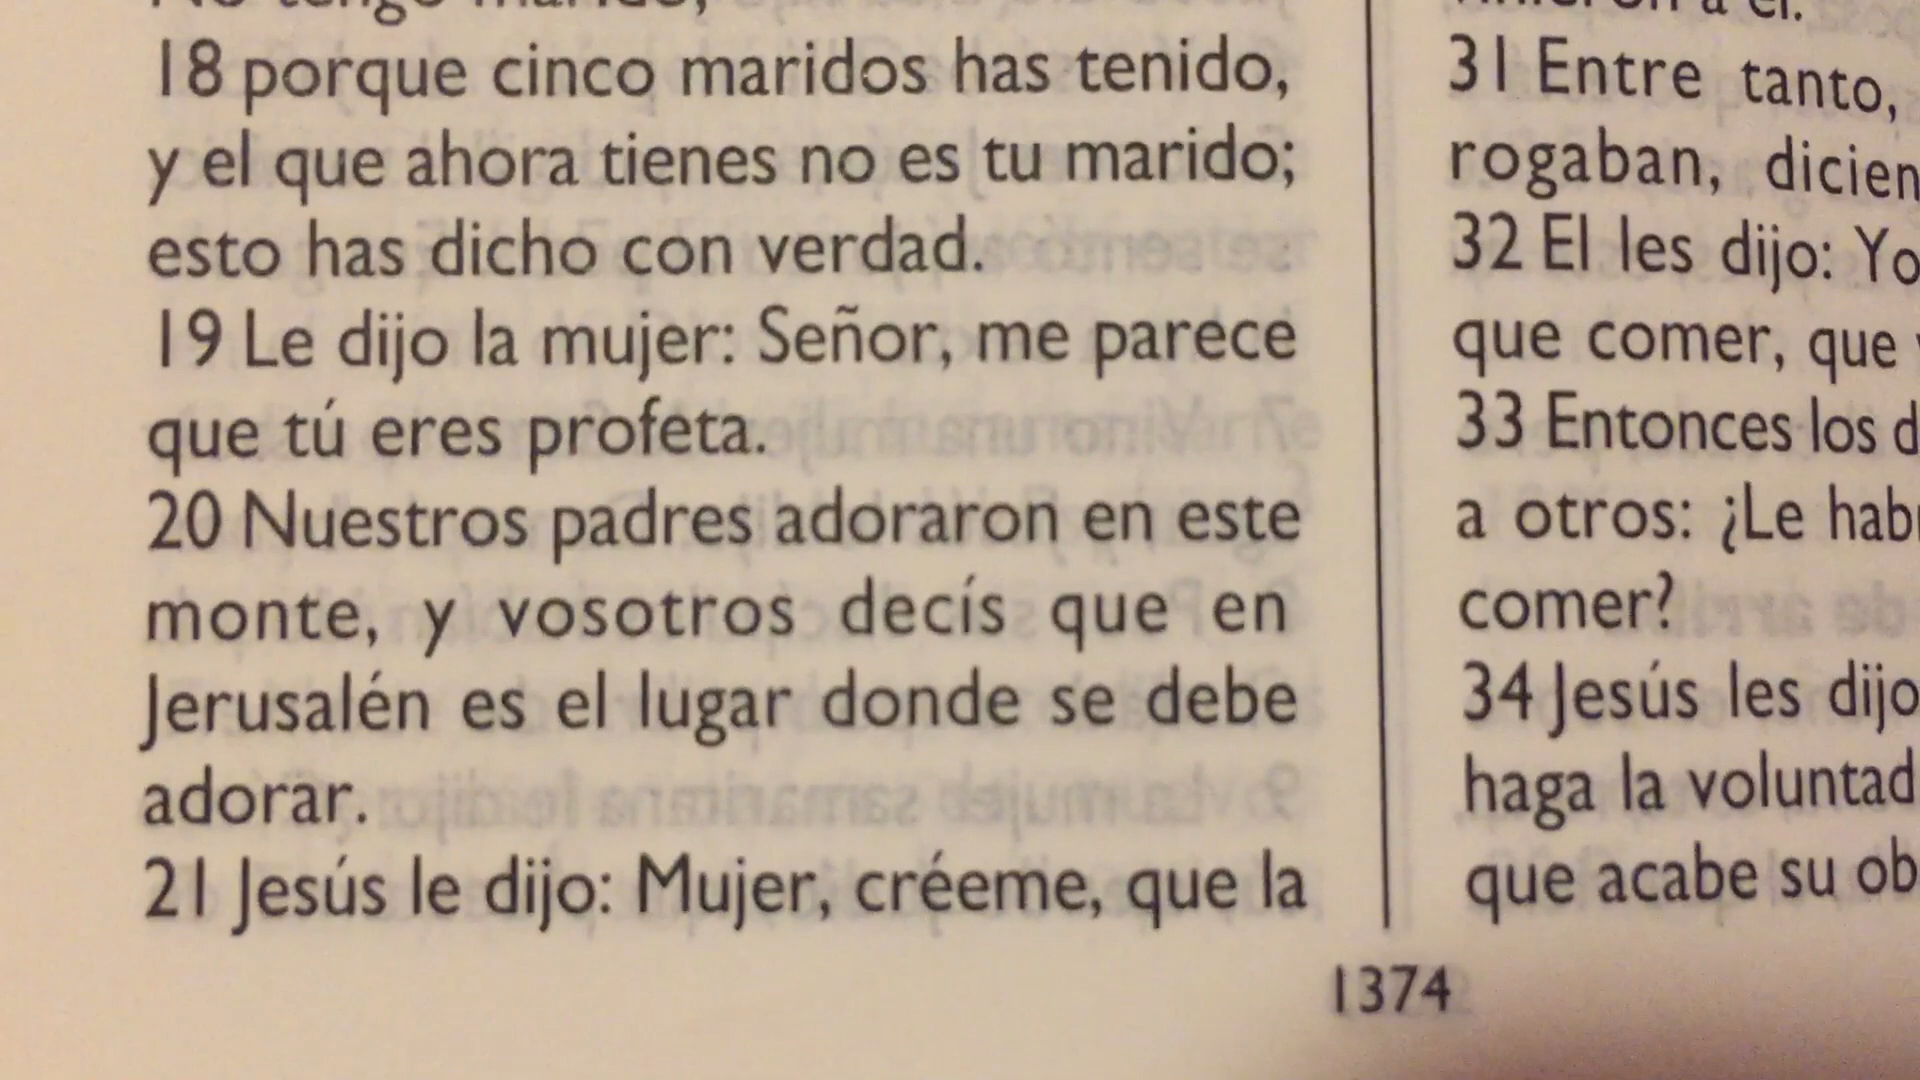 No tengo marido;
18 porque cinco maridos has tenido,
y el que ahora tienes no es tu marido;
esto has dicho con verdad.
19 Le dijo la mujer: Señor, me parece
que tú eres profeta.
20 Nuestros padres adoraron en este
monte, y vosotros decís que en
Jerusalén es el lugar donde se debe
adorar.
21 Jesús le dijo: Mujer, créeme, que la
a él.
31 Entre tanto,
rogaban,
32 El les dijo: Yo
que comer, que
33 Entonces los
a otros: ¿Le
comer?
34 Jesús les dijo
haga la voluntad
que acabe su
1374